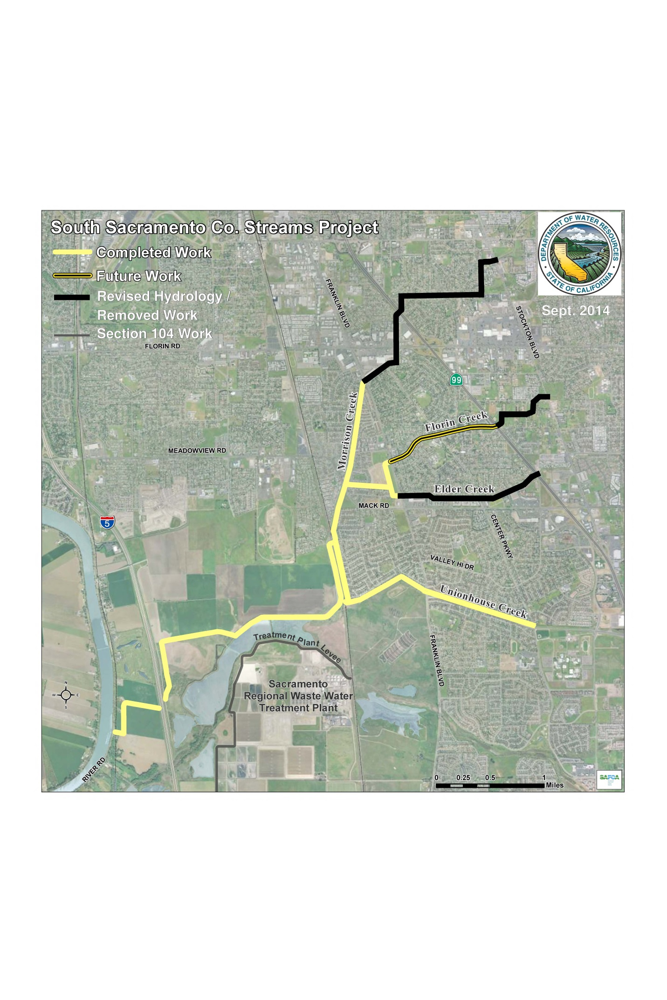 South Sacramento Co. Streams Project
Completed Work
Future Work
Revised Hydrology /
Removed Work
Section 104 Work
DEPARTMENT OF WATER RESOURCES
• STATE OF CALIFORNIA •
Sept. 2014
FLORIN RD
FRANKLIN BLVD
STOCKTON BLVD
99
Morrison Creek
Florin Creek
MEADOWVIEW RD
Elder Creek
MACK RD
5
CENTER PKWY
VALLEY HI DR
Unionhouse Creek
Treatment Plant Levee
FRANKLIN BLVD
Sacramento
Regional Waste Water
Treatment Plant
N
W E
S
RIVER RD
0 0.25 0.5 1
Miles
SAFCA